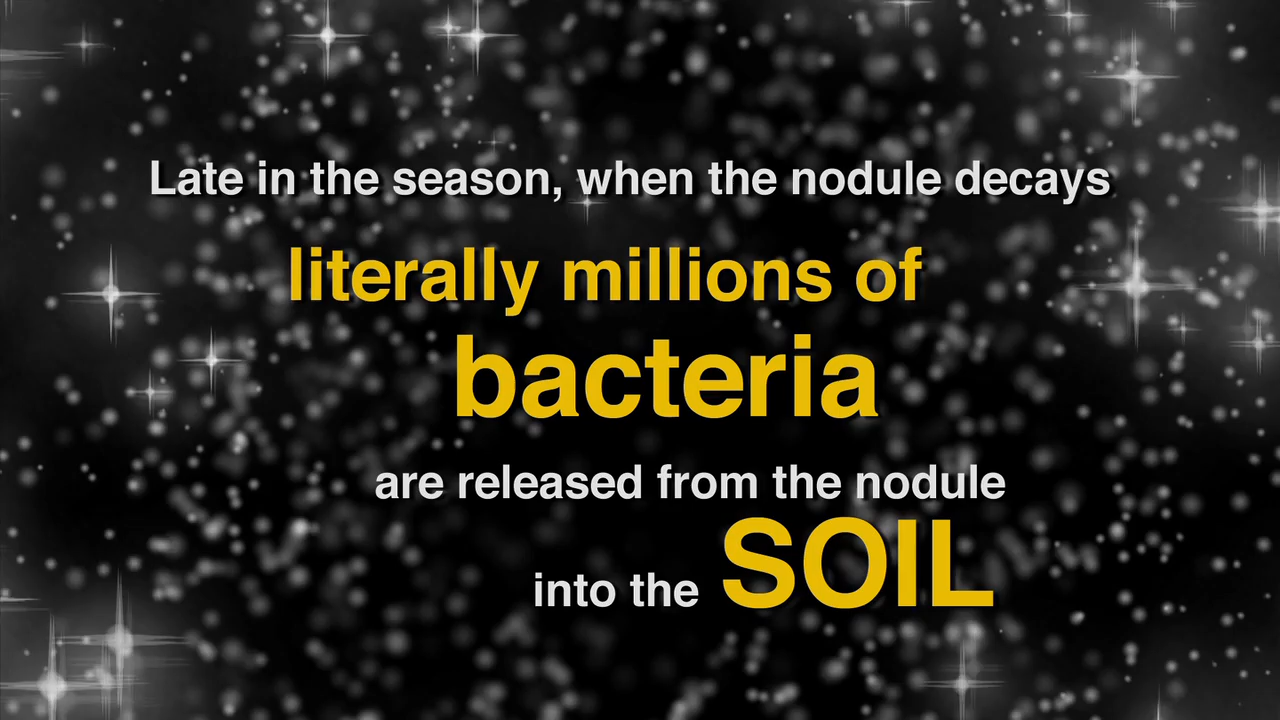 Late in the season, when the nodule decays
literally millions of
bacteria
are released from the nodule
into the SOIL